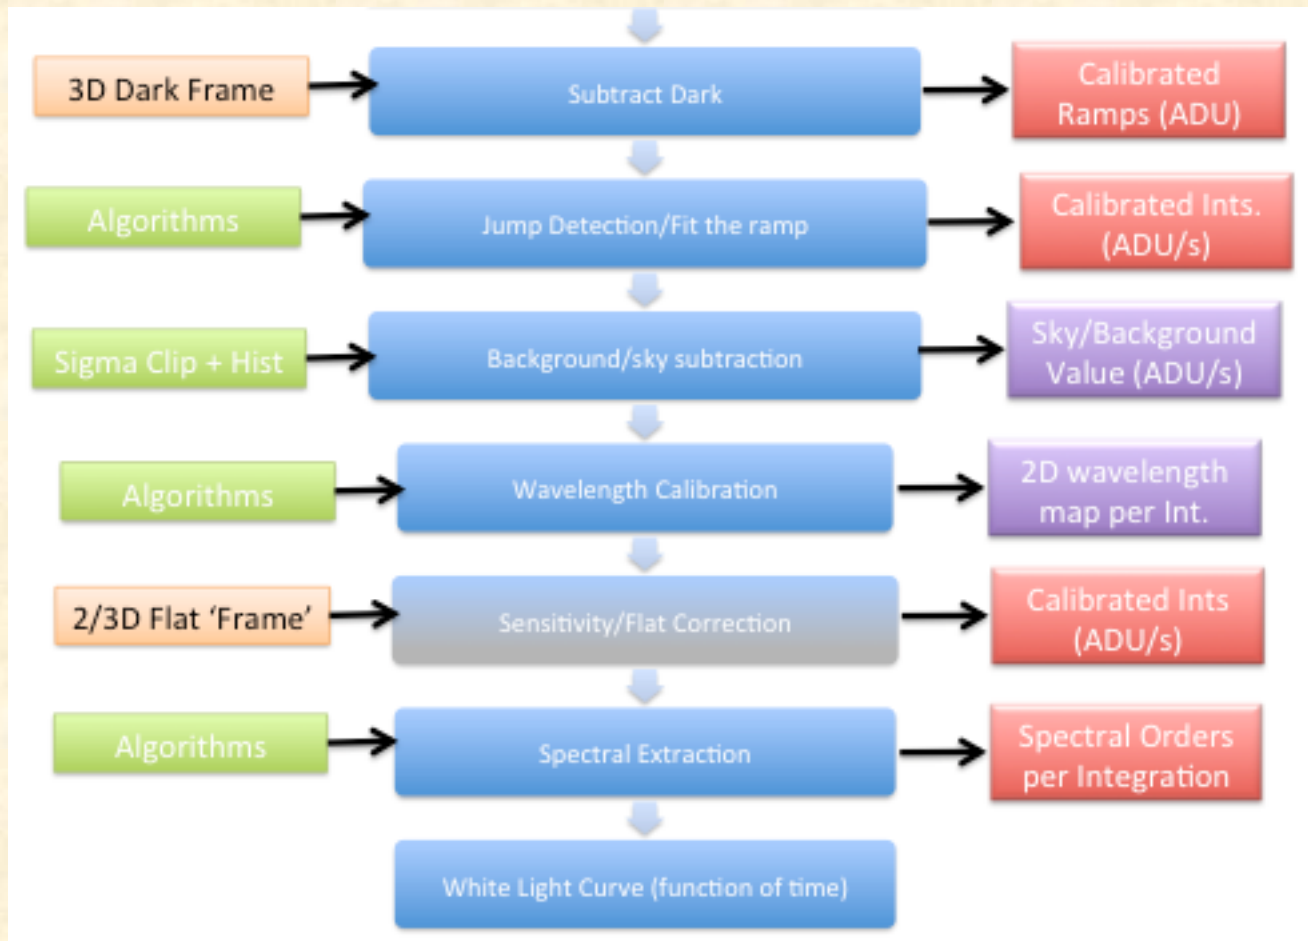 3D Dark Frame
Subtract Dark
Calibrated
Ramps (ADU)
Algorithms
Jump Detection/Fit the ramp
Calibrated Ints.
(ADU/s)
Sigma Clip + Hist
Background/sky subtraction
Sky/Background
Value (ADU/s)
Algorithms
Wavelength Calibration
2D wavelength
map per Int.
2/3D Flat ‘Frame’
Sensitivity/Flat Correction
Calibrated Ints
(ADU/s)
Algorithms
Spectral Extraction
Spectral Orders
per Integration
White Light Curve (function of time)